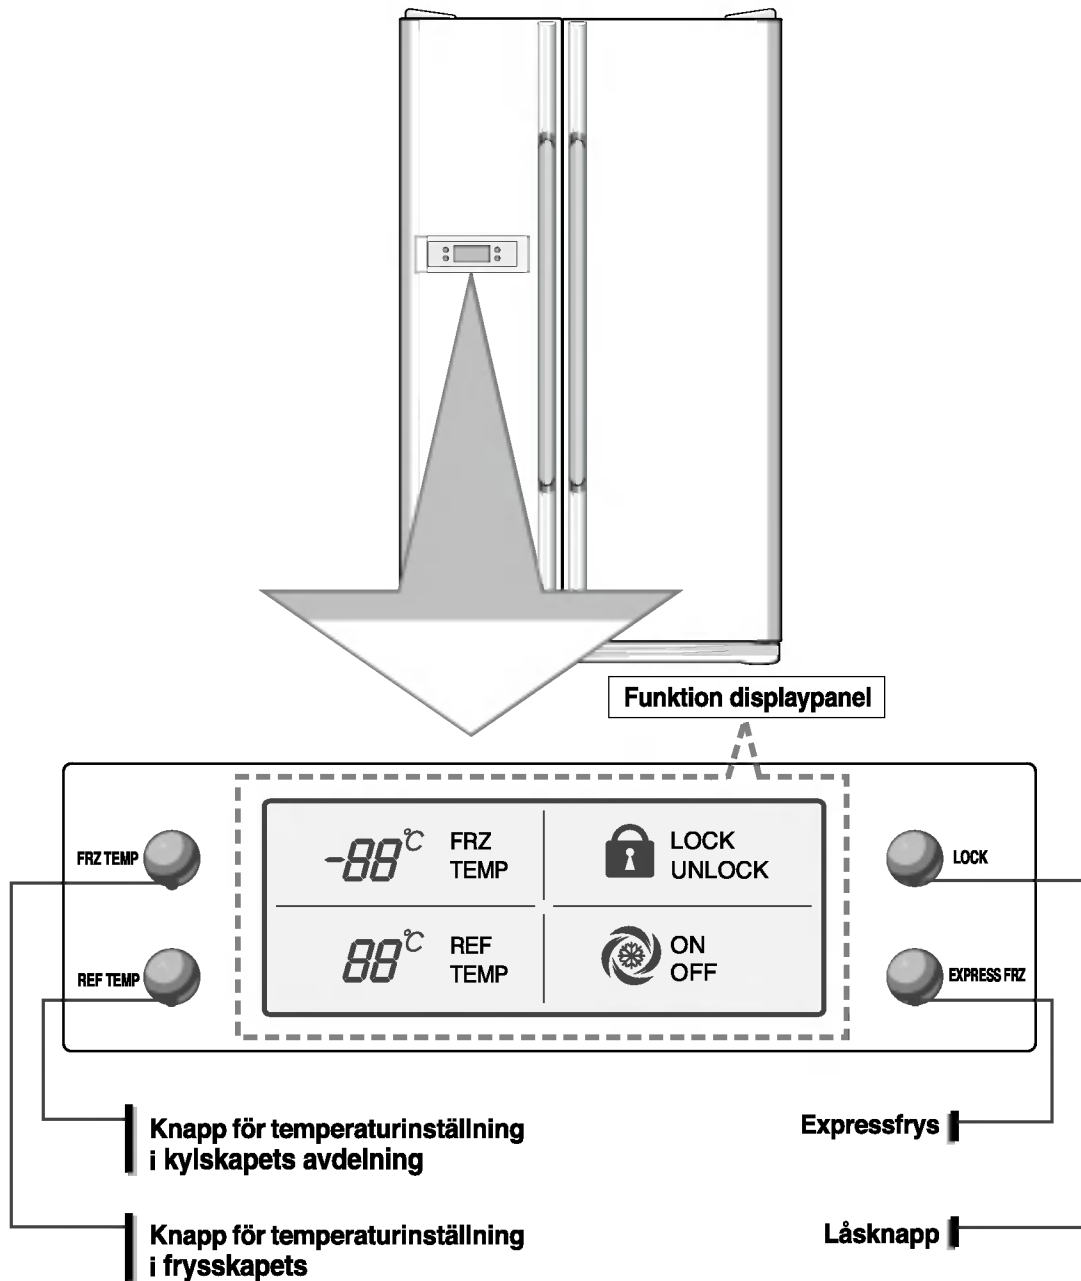 Funktion displaypanel
FRZ TEMP
-88°C FRZ TEMP
LOCK
UNLOCK
LOCK
REF TEMP
88°C REF TEMP
ON
OFF
EXPRESS FRZ
Knapp för temperaturinställning
i kylskapets avdelning
Expressfrys
Knapp för temperaturinställning
i frysskapets
Låsknapp